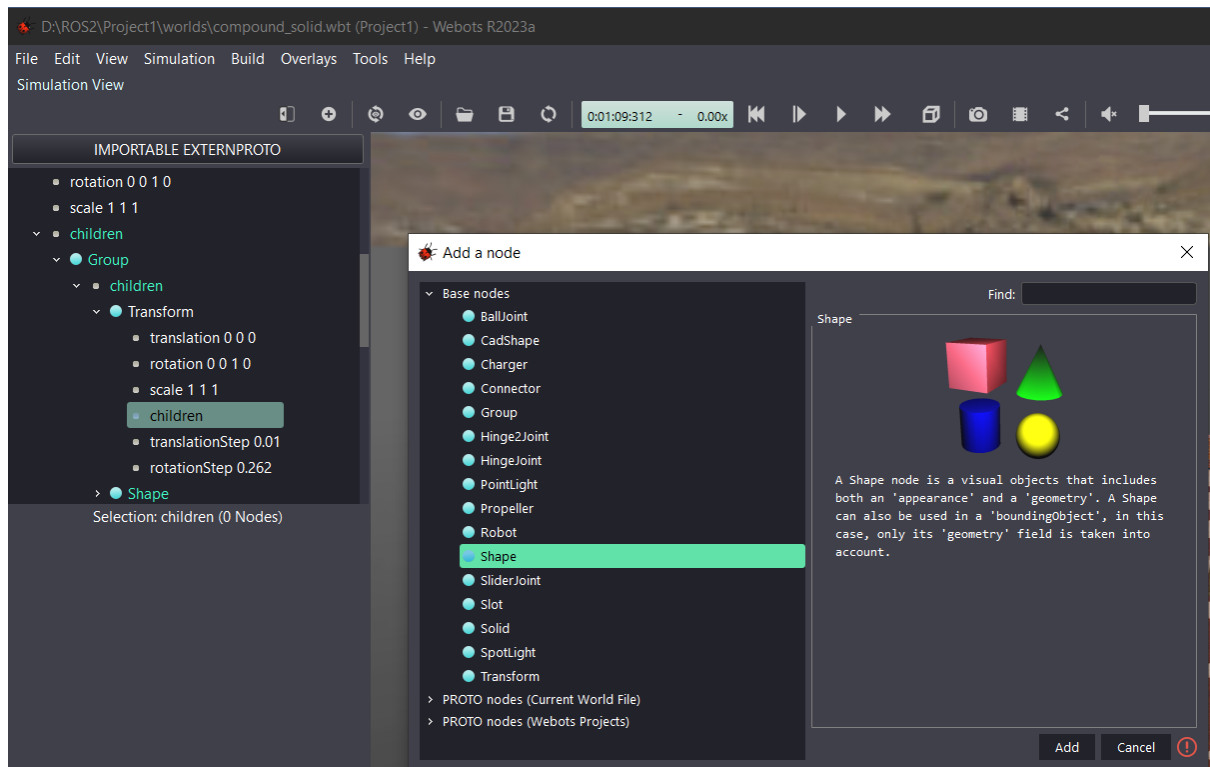 D:\ROS2\Project1\worlds\compound_solid.wbt (Project1) - Webots R2023a
File Edit View Simulation Build Overlays Tools Help
Simulation View
0:01:09:312 - 0.00x
IMPORTABLE EXTERNPROTO
rotation 0 0 1 0
scale 1 1 1
children
Group
children
Transform
translation 0 0 0
rotation 0 0 1 0
scale 1 1 1
children
translationStep 0.01
rotationStep 0.262
Shape
Selection: children (0 Nodes)
Add a node
Base nodes
BallJoint
CadShape
Charger
Connector
Group
Hinge2Joint
HingeJoint
PointLight
Propeller
Robot
Shape
SliderJoint
Slot
Solid
SpotLight
Transform
PROTO nodes (Current World File)
PROTO nodes (Webots Projects)
Find:
Shape
A Shape node is a visual objects that includes
both an 'appearance' and a 'geometry'. A Shape
can also be used in a 'boundingObject', in this
case, only its 'geometry' field is taken into
account.
Add Cancel